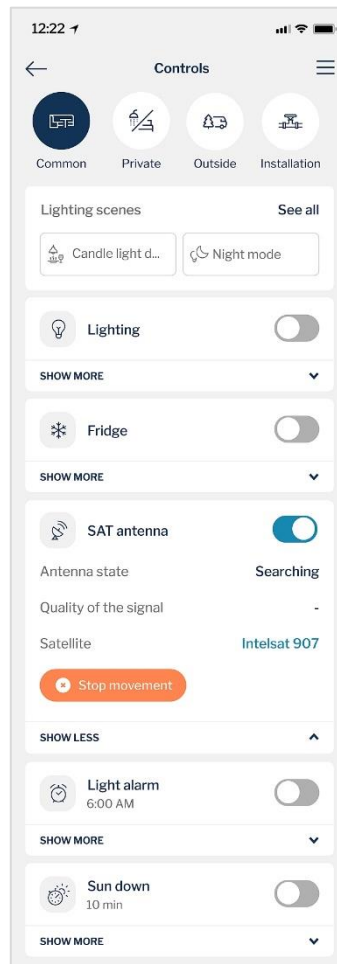 12:22
Controls
Common Private Outside Installation
Lighting scenes See all
Candle light d... Night mode
Lighting
SHOW MORE
Fridge
SHOW MORE
SAT antenna
Antenna state Searching
Quality of the signal -
Satellite Intelsat 907
Stop movement
SHOW LESS
Light alarm
6:00 AM
SHOW MORE
Sun down
10 min
SHOW MORE